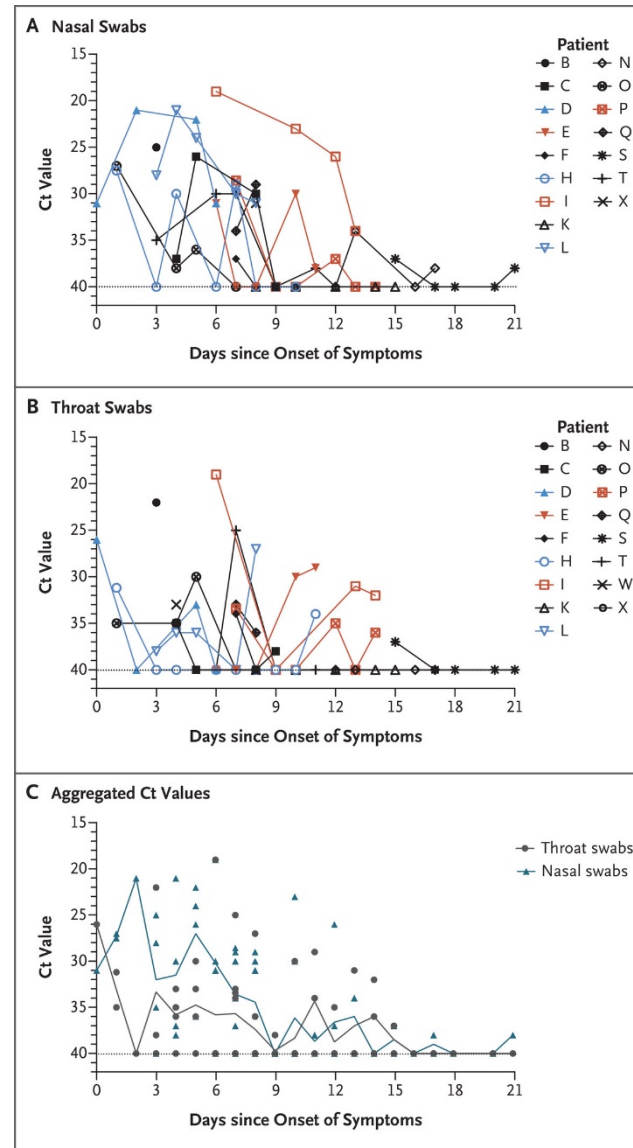 A Nasal Swabs
Patient
B N
C O
D P
E Q
F S
H T
I X
K
L
Ct Value
15
20
25
30
35
40
0 3 6 9 12 15 18 21
Days since Onset of Symptoms
B Throat Swabs
Patient
B N
C O
D P
E Q
F S
H T
I W
K X
L
Ct Value
15
20
25
30
35
40
0 3 6 9 12 15 18 21
Days since Onset of Symptoms
C Aggregated Ct Values
Throat swabs
Nasal swabs
Ct Value
15
20
25
30
35
40
0 3 6 9 12 15 18 21
Days since Onset of Symptoms